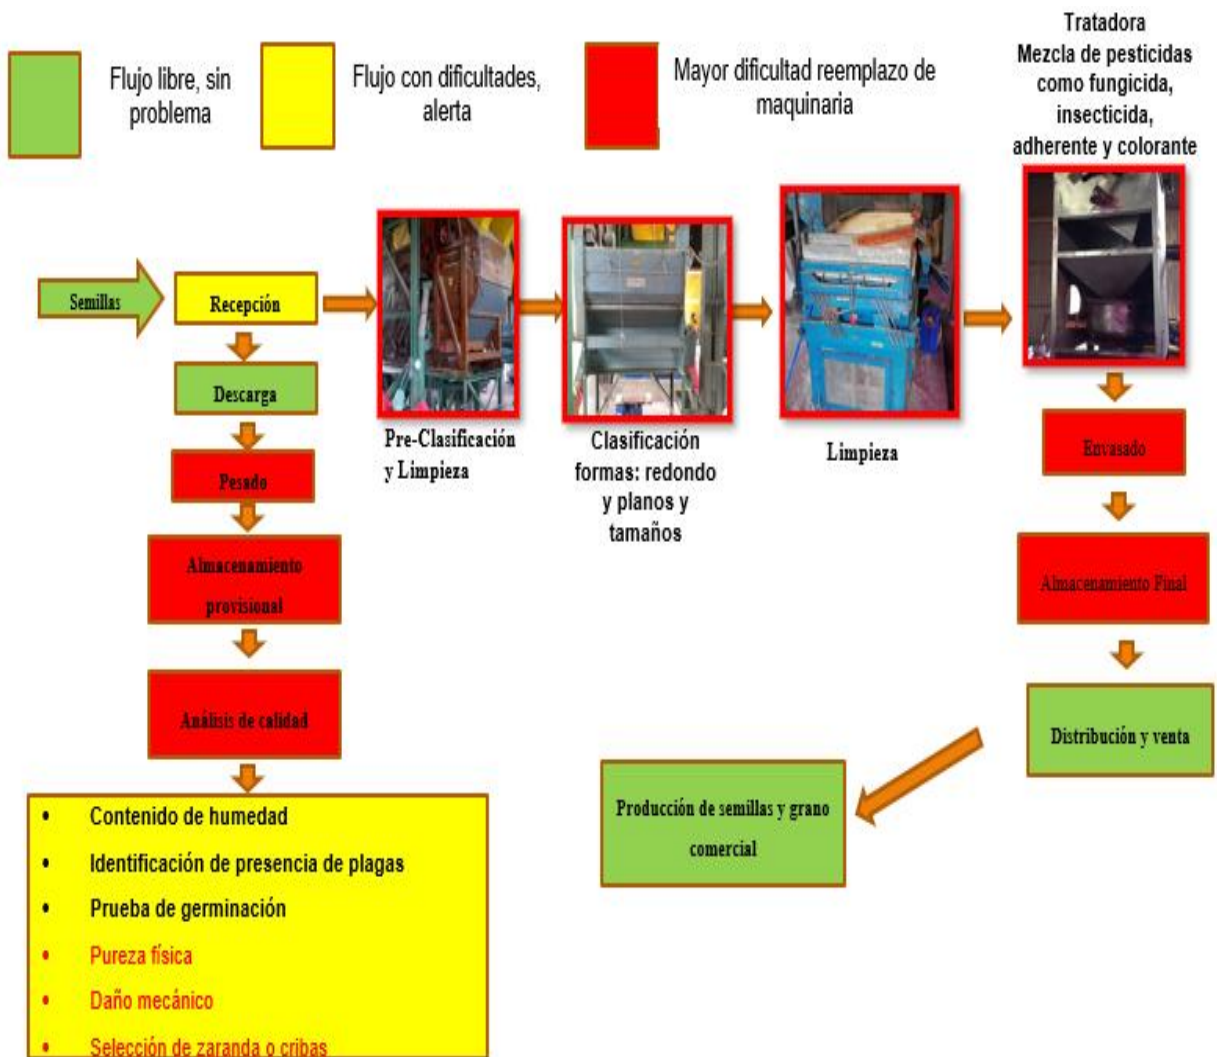 Flujo libre, sin
problema
Flujo con dificultades,
alerta
Mayor dificultad reemplazo de
maquinaria
Tratadora
Mezcla de pesticidas
como fungicida,
insecticida,
adherente y colorante
Semillas
Recepción
Descarga
Pesado
Almacenamiento
provisional
Análisis de calidad
• Contenido de humedad
• Identificación de presencia de plagas
• Prueba de germinación
• Pureza física
• Daño mecánico
• Selección de zaranda o cribas
Pre-Clasificación
y Limpieza
Clasificación
formas: redondo
y planos y
tamaños
Limpieza
Envasado
Almacenamiento Final
Distribución y venta
Producción de semillas y grano
comercial